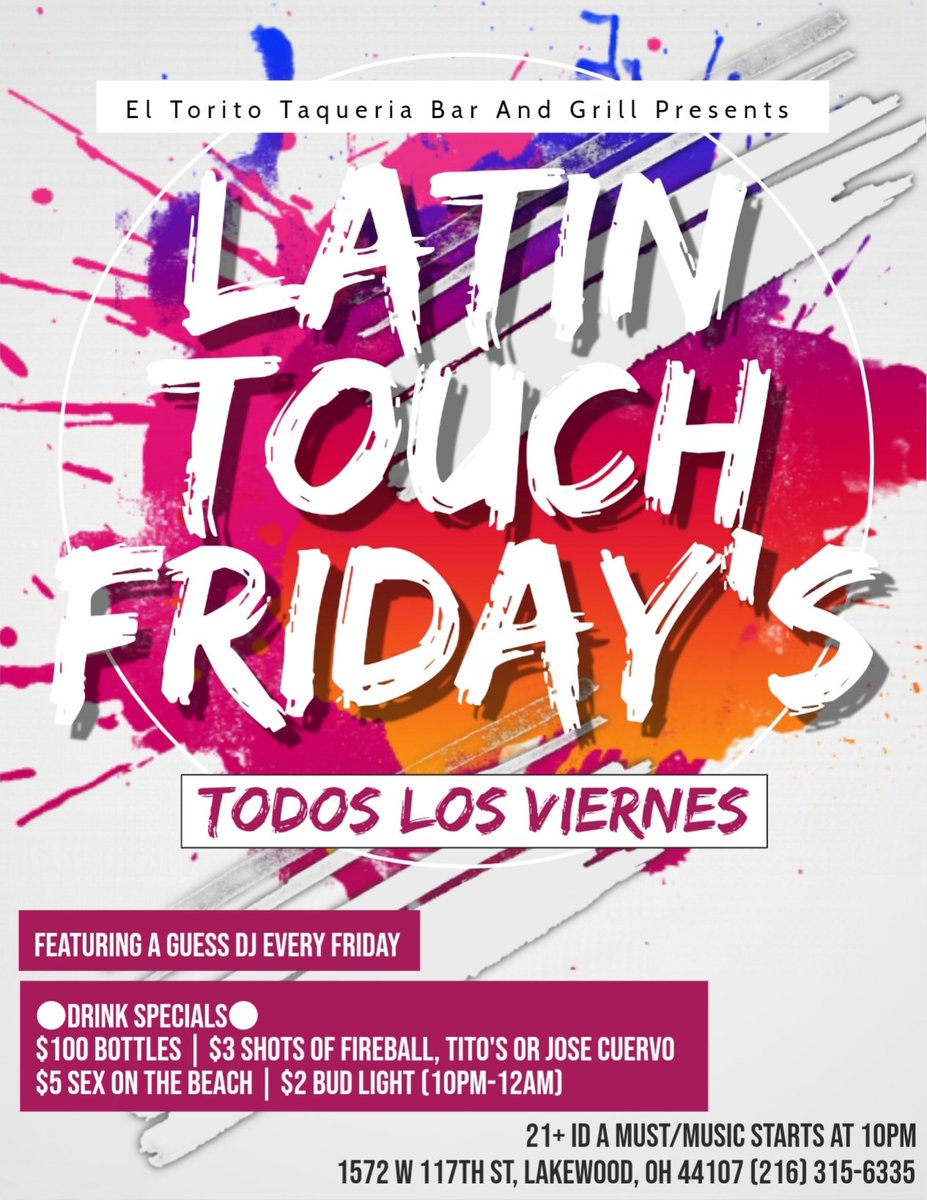 El Torito Taqueria Bar And Grill Presents
LATIN
TOUCH
FRIDAY'S
TODOS LOS VIERNES
FEATURING A GUESS DJ EVERY FRIDAY
⚪DRINK SPECIALS⚪
$100 BOTTLES | $3 SHOTS OF FIREBALL, TITO'S OR JOSE CUERVO
$5 SEX ON THE BEACH | $2 BUD LIGHT (10PM-12AM)
21+ ID A MUST/MUSIC STARTS AT 10PM
1572 W 117TH ST, LAKEWOOD, OH 44107 (216) 315-6335